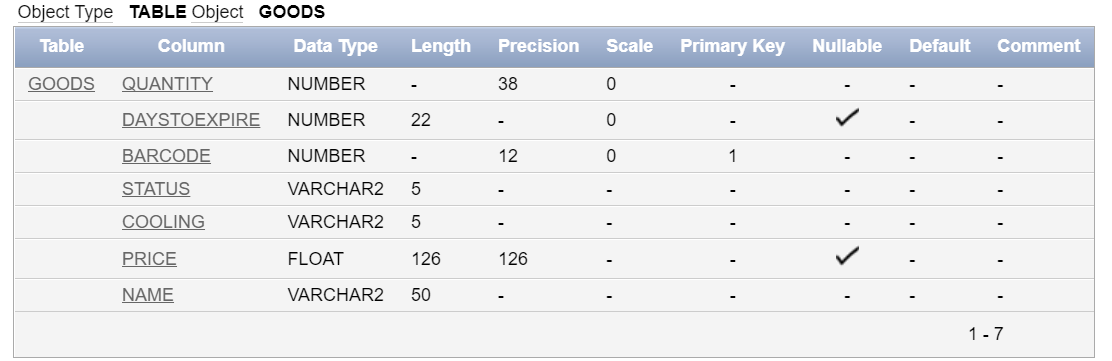 Object Type TABLE Object GOODS
Table Column Data Type Length Precision Scale Primary Key Nullable Default Comment
GOODS QUANTITY NUMBER - 38 0 - - - -
DAYSTOEXPIRE NUMBER 22 - 0 - ✓ - -
BARCODE NUMBER - 12 0 1 - - -
STATUS VARCHAR2 5 - - - - - -
COOLING VARCHAR2 5 - - - - - -
PRICE FLOAT 126 126 - - ✓ - -
NAME VARCHAR2 50 - - - - - -
1 - 7